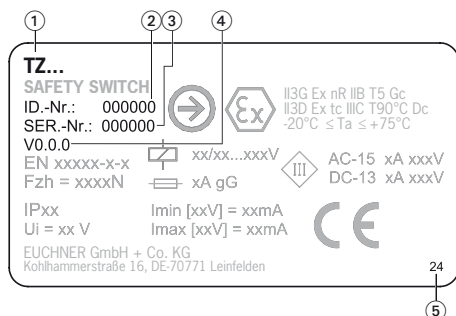 1 2 3 4
TZ...
SAFETY SWITCH
ID.-Nr.: 000000
SER.-Nr.: 000000
V0.0.0
Ex
II3G Ex nR IIB T5 Gc
II3D Ex tc IIIC T90°C Dc
-20°C ≤ Ta ≤ +75°C
EN xxxxx-x-x
Fzh = xxxxN
xx/xx...xxxV
xA gG
III
AC-15 xA xxxV
DC-13 xA xxxV
IPxx
Ui = xx V
Imin [xxV] = xxmA
Imax [xxV] = xxmA
CE
EUCHNER GmbH + Co. KG
Kohlhammerstraße 16, DE-70771 Leinfelden
24
5